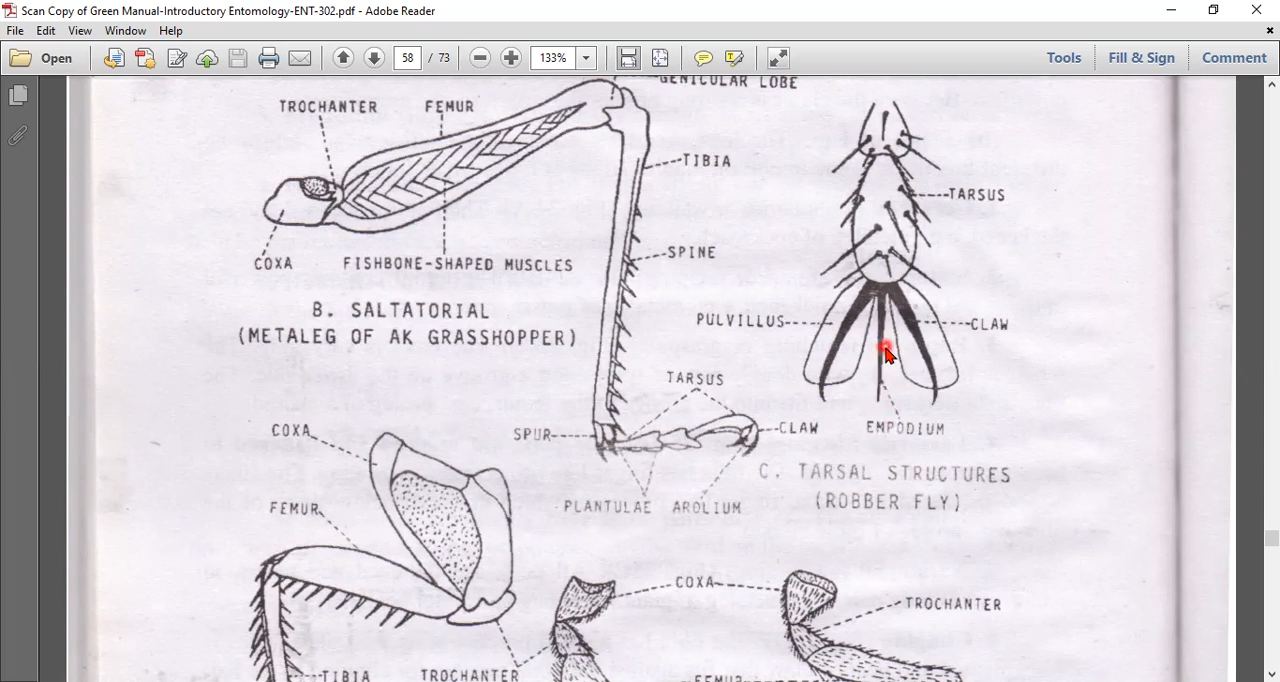 Scan Copy of Green Manual-Introductory Entomology-ENT-302.pdf - Adobe Reader
File Edit View Window Help
Open 58 / 73 133% Tools Fill & Sign Comment
GENICULAR LOBE
TROCHANTER FEMUR
TIBIA
TARSUS
COXA FISHBONE-SHAPED MUSCLES
SPINE
B. SALTATORIAL
(METALEG OF AK GRASSHOPPER)
PULVILLUS CLAW
TARSUS
COXA
SPUR CLAW
EMPODIUM
C. TARSAL STRUCTURES
(ROBBER FLY)
FEMUR
PLANTULAE AROLIUM
COXA
TROCHANTER
TIBIA
TROCHANTER
FEMUR